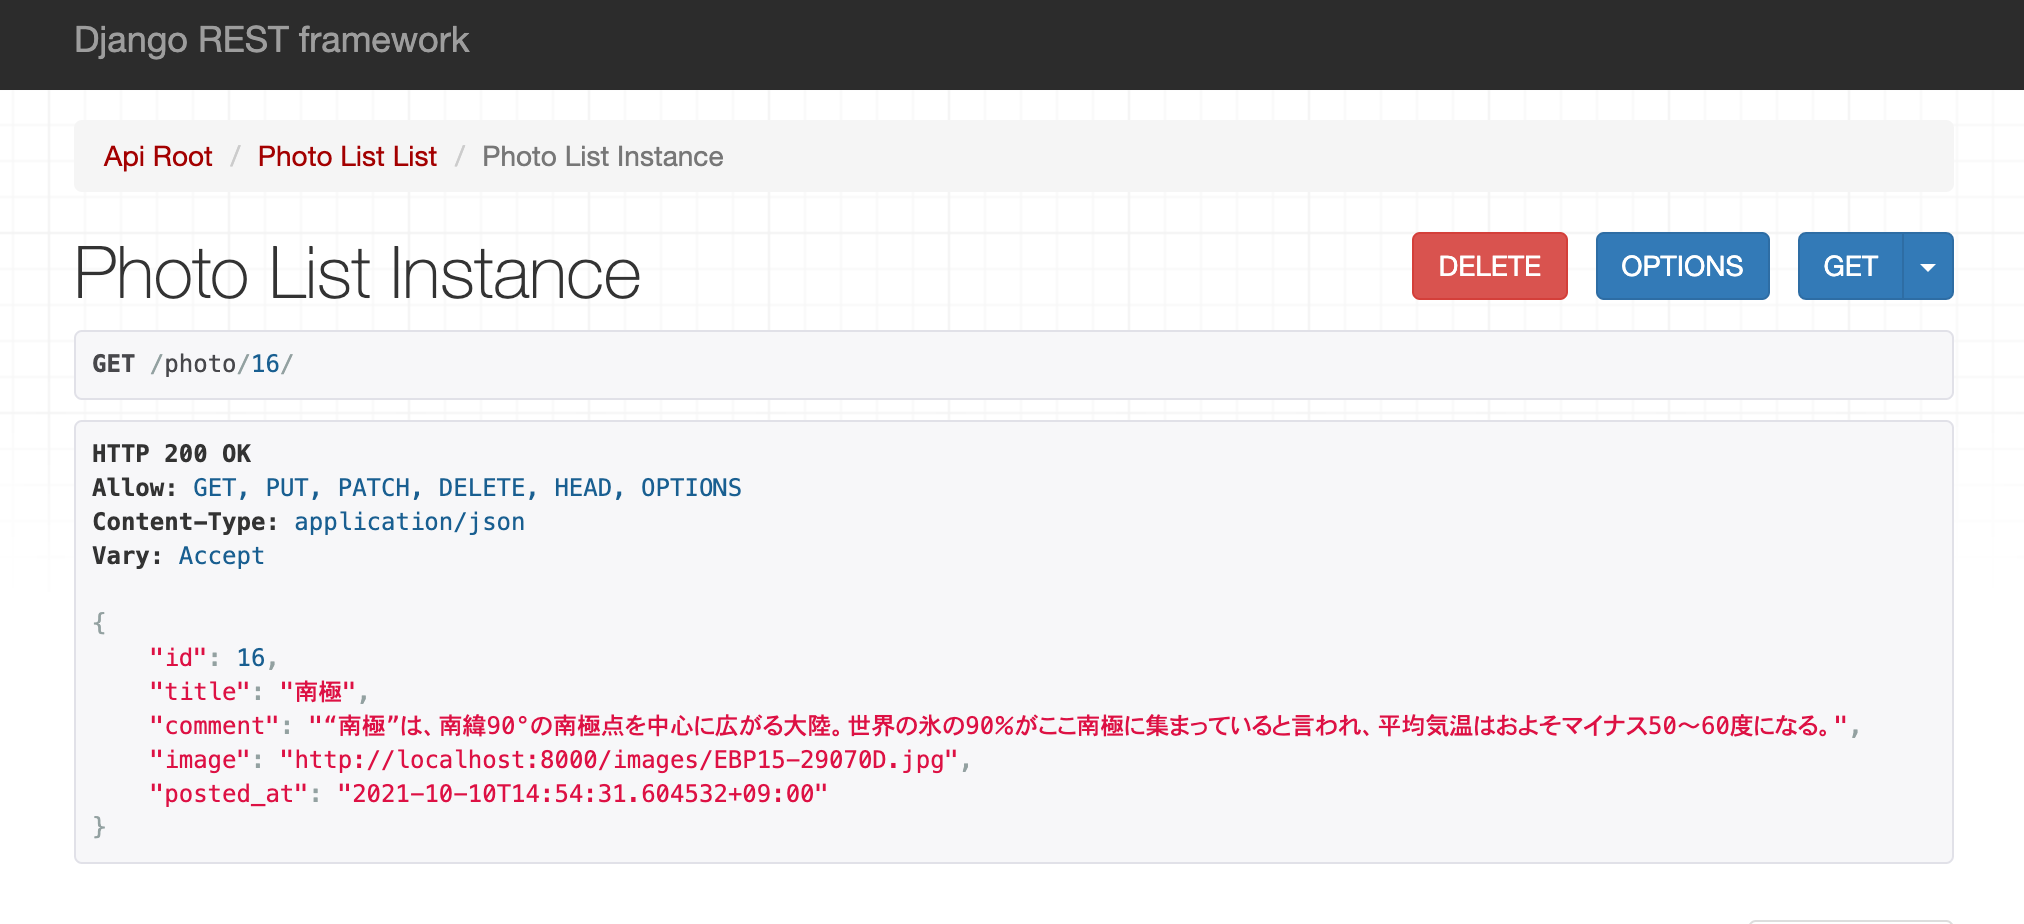 Django REST framework
Api Root / Photo List List / Photo List Instance
Photo List Instance
DELETE
OPTIONS
GET
GET /photo/16/
HTTP 200 OK
Allow: GET, PUT, PATCH, DELETE, HEAD, OPTIONS
Content-Type: application/json
Vary: Accept
{
    "id": 16,
    "title": "南極",
    "comment": "“南極”は、南緯90°の南極点を中心に広がる大陸。世界の氷の90%がここ南極に集まっていると言われ、平均気温はおよそマイナス50〜60度になる。",
    "image": "http://localhost:8000/images/EBP15-29070D.jpg",
    "posted_at": "2021-10-10T14:54:31.604532+09:00"
}